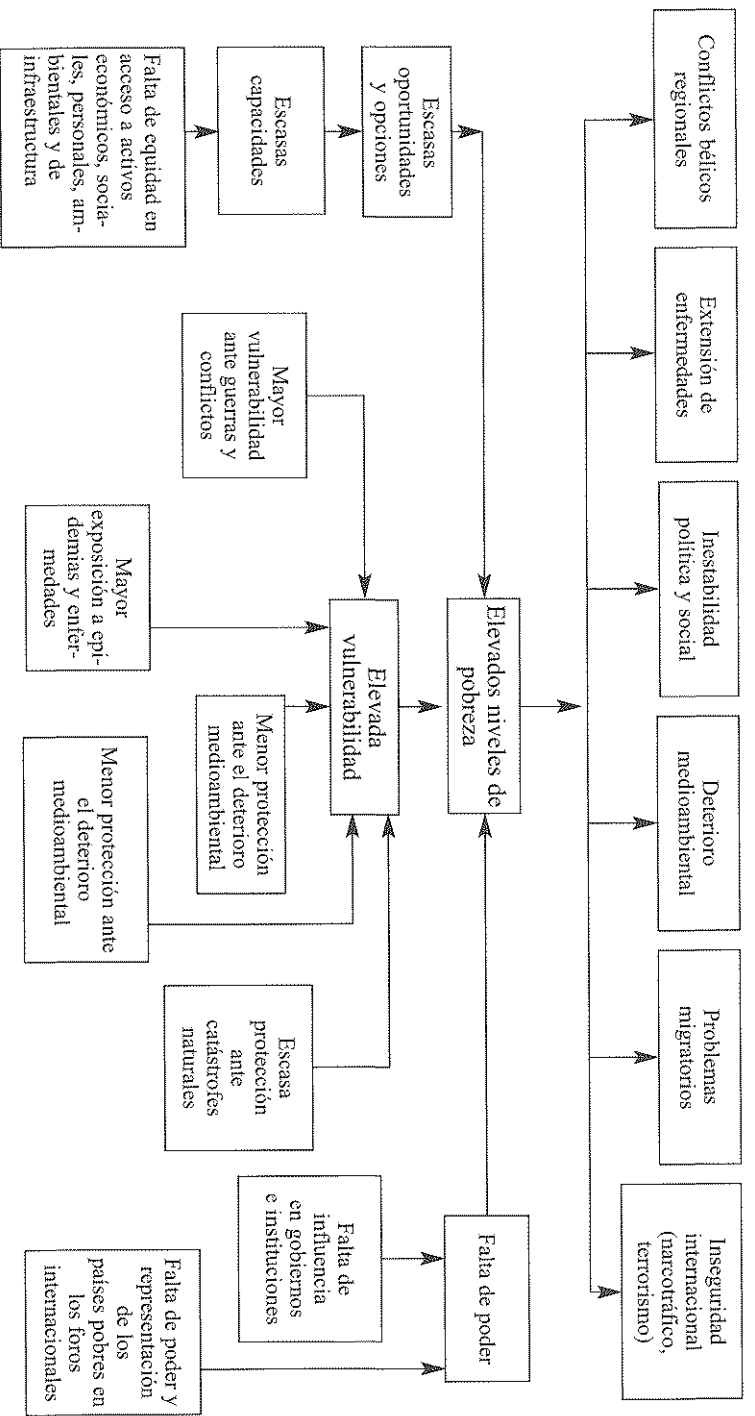 Conflictos bélicos
regionales
Extensión de
enfermedades
Inestabilidad
política y social
Deterioro
medioambiental
Problemas
migratorios
Inseguridad
internacional
(narcotráfico,
terrorismo)
Elevados niveles de
pobreza
Escasas
oportunidades
y opciones
Elevada
vulnerabilidad
Falta de poder
Escasas
capacidades
Falta de equidad en
acceso a activos
económicos, socia-
les, personales, am-
bientales y de
infraestructura
Mayor
vulnerabilidad
ante guerras y
conflictos
Mayor
exposición a epi-
demias y enfer-
medades
Menor protección
ante el deterioro
medioambiental
Menor protección ante
el deterioro
medioambiental
Escasa
protección
ante
catástrofes
naturales
Falta de
influencia
en gobiernos
e instituciones
Falta de poder y
representación
de los
países pobres en
los foros
internacionales